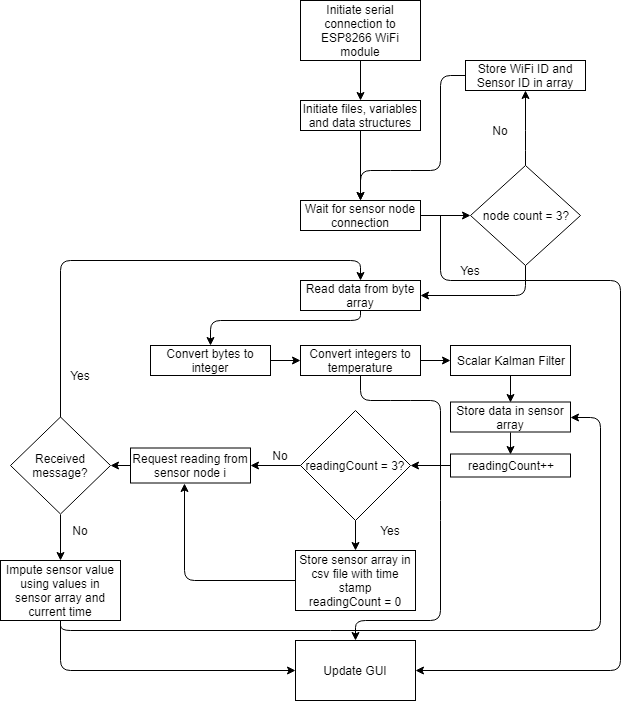 Initiate serial
connection to
ESP8266 WiFi
module
Store WiFi ID and
Sensor ID in array
Initiate files, variables
and data structures
No
Wait for sensor node
connection
node count = 3?
Yes
Read data from byte
array
Convert bytes to
integer
Convert integers to
temperature
Scalar Kalman Filter
Yes
Store data in sensor
array
Received
message?
Request reading from
sensor node i
No
readingCount = 3?
readingCount++
No
Yes
Impute sensor value
using values in
sensor array and
current time
Store sensor array in
csv file with time
stamp
readingCount = 0
Update GUI